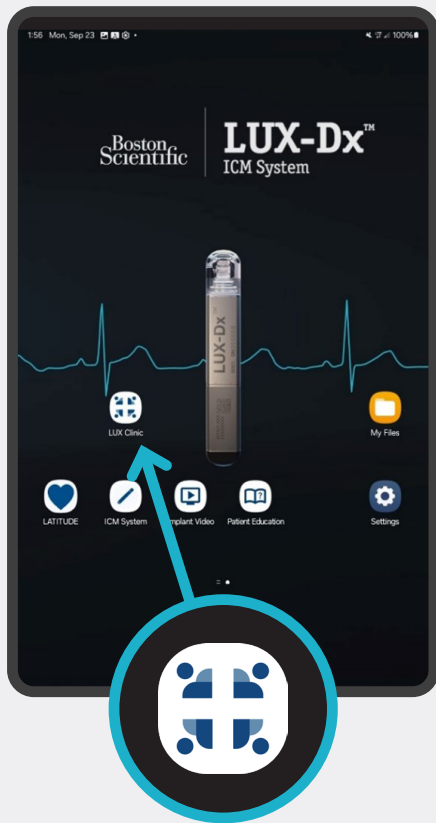 1:56 Mon, Sep 23
100%
Boston
Scientific
LUX-Dx™
ICM System
LUX-Dx™
LUX Clinic
My Files
LATITUDE
ICM System
Implant Video
Patient Education
Settings